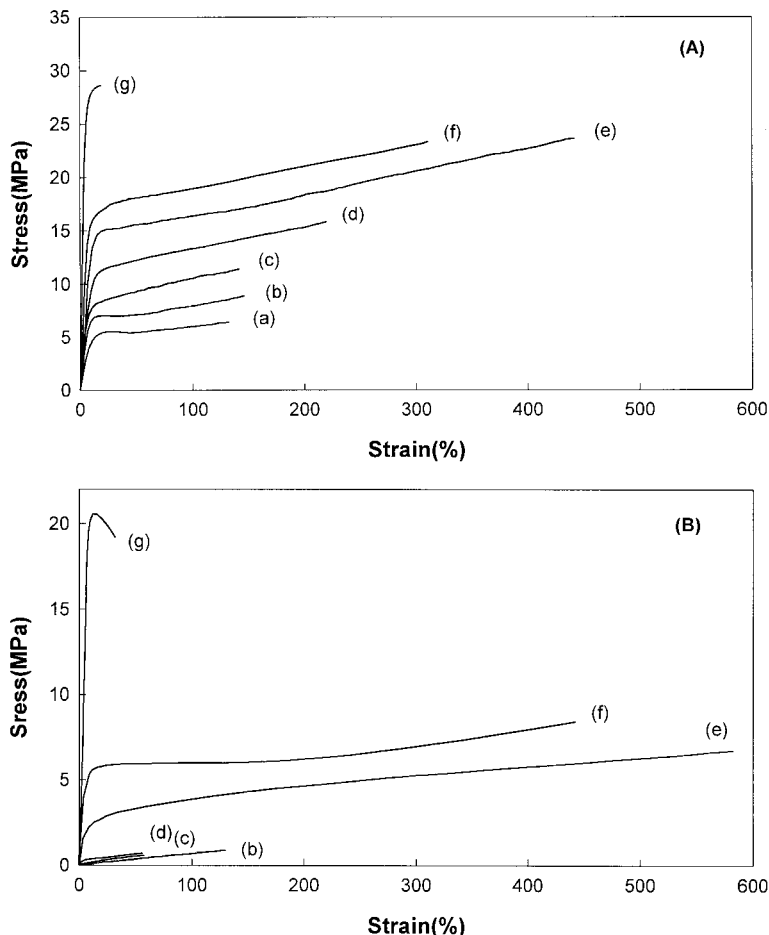 35
(A)
30
(g)
25
(f)
(e)
20
Stress(MPa)
(d)
15
(c)
10
(b)
(a)
5
0
0 100 200 300 400 500 600
Strain(%)
(B)
20
(g)
15
Sress(MPa)
10
(f)
(e)
5
(d)(c)
(b)
0
0 100 200 300 400 500 600
Strain(%)